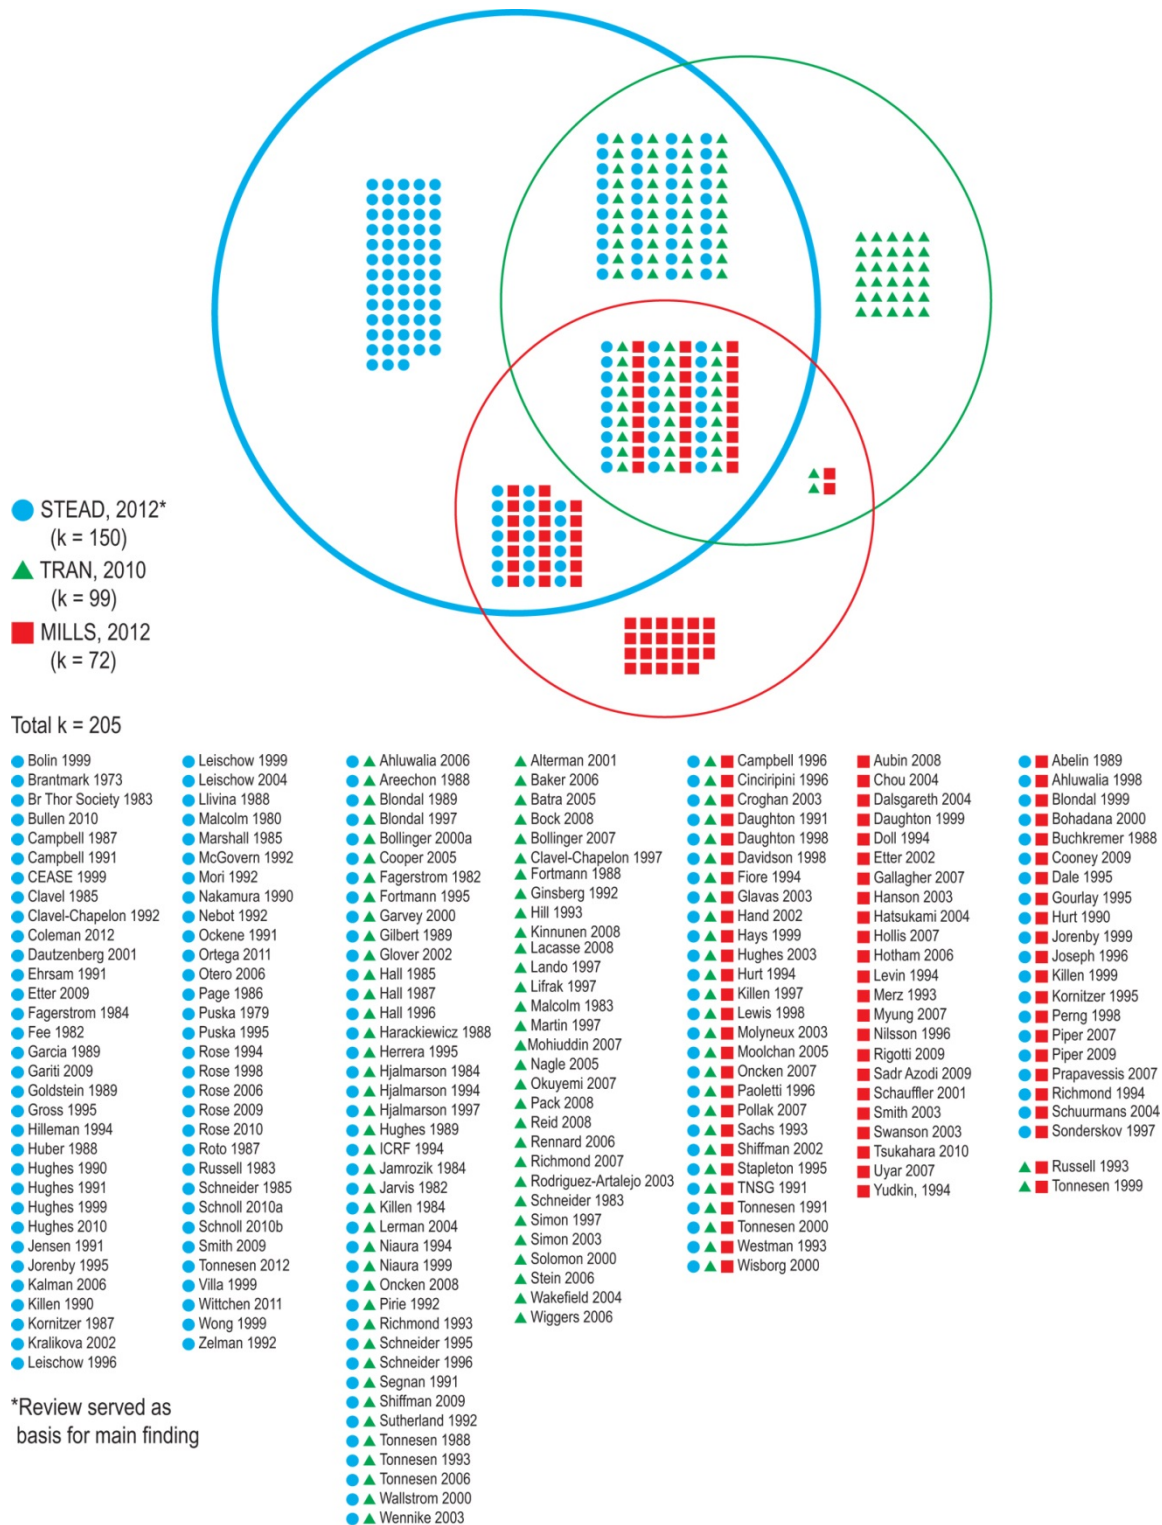 STEAD, 2012*
(k = 150)
TRAN, 2010
(k = 99)
MILLS, 2012
(k = 72)
Total k = 205
Bolin 1999
Brantmark 1973
Br Thor Society 1983
Bullen 2010
Campbell 1987
Campbell 1991
CEASE 1999
Clavel 1985
Clavel-Chapelon 1992
Coleman 2012
Dautzenberg 2001
Ehrsam 1991
Etter 2009
Fagerstrom 1984
Fee 1982
Garcia 1989
Gariti 2009
Goldstein 1989
Gross 1995
Hilleman 1994
Huber 1988
Hughes 1990
Hughes 1991
Hughes 1999
Hughes 2010
Jensen 1991
Jorenby 1995
Kalman 2006
Killen 1990
Kornitzer 1987
Kralikova 2002
Leischow 1996
Leischow 1999
Leischow 2004
Llivina 1988
Malcolm 1980
Marshall 1985
McGovern 1992
Mori 1992
Nakamura 1990
Nebot 1992
Ockene 1991
Ortega 2011
Otero 2006
Page 1986
Puska 1979
Puska 1995
Rose 1994
Rose 1998
Rose 2006
Rose 2009
Rose 2010
Roto 1987
Russell 1983
Schneider 1985
Schnoll 2010a
Schnoll 2010b
Smith 2009
Tonnesen 2012
Villa 1999
Wittchen 2011
Wong 1999
Zelman 1992
Ahluwalia 2006
Areechon 1988
Blondal 1989
Blondal 1997
Bollinger 2000a
Cooper 2005
Fagerstrom 1982
Fortmann 1995
Garvey 2000
Gilbert 1989
Glover 2002
Hall 1985
Hall 1987
Hall 1996
Harackiewicz 1988
Herrera 1995
Hjalmarson 1984
Hjalmarson 1994
Hjalmarson 1997
Hughes 1989
ICRF 1994
Jamrozik 1984
Jarvis 1982
Killen 1984
Lerman 2004
Niaura 1994
Niaura 1999
Oncken 2008
Pirie 1992
Richmond 1993
Schneider 1995
Schneider 1996
Segnan 1991
Shiffman 2009
Sutherland 1992
Tonnesen 1988
Tonnesen 1993
Tonnesen 2006
Wallstrom 2000
Wennike 2003
Alterman 2001
Baker 2006
Batra 2005
Bock 2008
Bollinger 2007
Clavel-Chapelon 1997
Fortmann 1988
Ginsberg 1992
Hill 1993
Kinnunen 2008
Lacasse 2008
Lando 1997
Lifrak 1997
Malcolm 1983
Martin 1997
Mohiuddin 2007
Nagle 2005
Okuyemi 2007
Pack 2008
Reid 2008
Rennard 2006
Richmond 2007
Rodriguez-Artalejo 2003
Schneider 1983
Simon 1997
Simon 2003
Solomon 2000
Stein 2006
Wakefield 2004
Wiggers 2006
Campbell 1996
Cinciripini 1996
Croghan 2003
Daughton 1991
Daughton 1998
Davidson 1998
Fiore 1994
Glavas 2003
Hand 2002
Hays 1999
Hughes 2003
Hurt 1994
Killen 1997
Lewis 1998
Molyneux 2003
Moolchan 2005
Oncken 2007
Paoletti 1996
Pollak 2007
Sachs 1993
Shiffman 2002
Stapleton 1995
TNSG 1991
Tonnesen 1991
Tonnesen 2000
Westman 1993
Wisborg 2000
Aubin 2008
Chou 2004
Dalsgareth 2004
Daughton 1999
Doll 1994
Etter 2002
Gallagher 2007
Hanson 2003
Hatsukami 2004
Hollis 2007
Hotham 2006
Levin 1994
Merz 1993
Myung 2007
Nilsson 1996
Rigotti 2009
Sadr Azodi 2009
Schauffler 2001
Smith 2003
Swanson 2003
Tsukahara 2010
Uyar 2007
Yudkin, 1994
Abelin 1989
Ahluwalia 1998
Blondal 1999
Bohadana 2000
Buchkremer 1988
Cooney 2009
Dale 1995
Gourlay 1995
Hurt 1990
Jorenby 1999
Joseph 1996
Killen 1999
Kornitzer 1995
Perng 1998
Piper 2007
Piper 2009
Prapavessis 2007
Richmond 1994
Schuurmans 2004
Sonderskov 1997
Russell 1993
Tonnesen 1999
*Review served as
basis for main finding